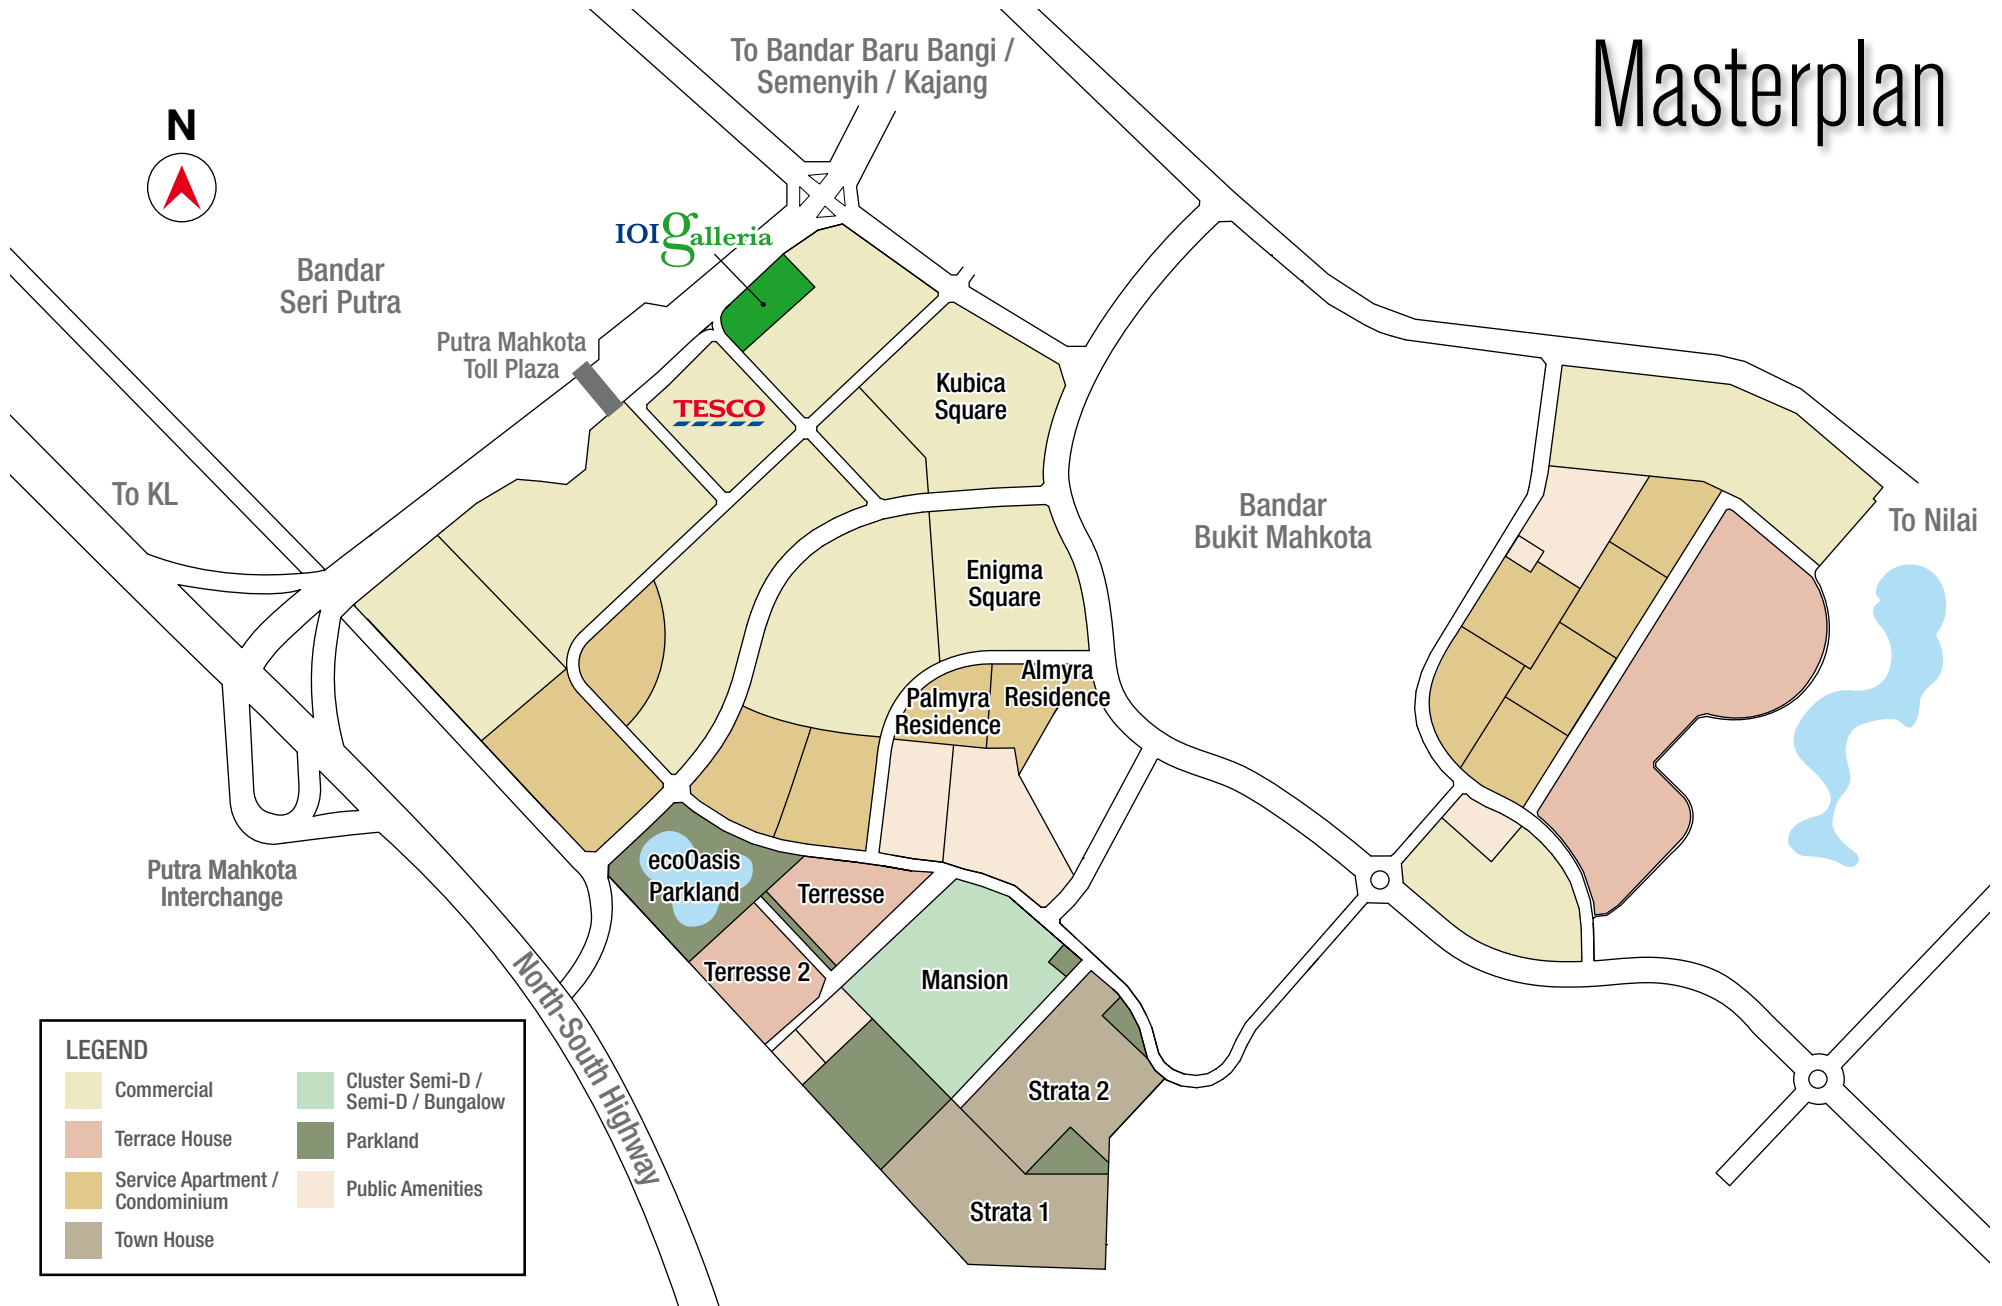 Masterplan
To Bandar Baru Bangi /
Semenyih / Kajang
N
IOI galleria
Bandar
Seri Putra
Putra Mahkota
Toll Plaza
TESCO
Kubica
Square
To KL
Bandar
Bukit Mahkota
To Nilai
Enigma
Square
Almyra
Residence
Palmyra
Residence
ecoOasis
Parkland
Terresse
Putra Mahkota
Interchange
Terresse 2
Mansion
North-South Highway
Strata 2
Strata 1
LEGEND
Commercial
Terrace House
Service Apartment /
Condominium
Town House
Cluster Semi-D /
Semi-D / Bungalow
Parkland
Public Amenities